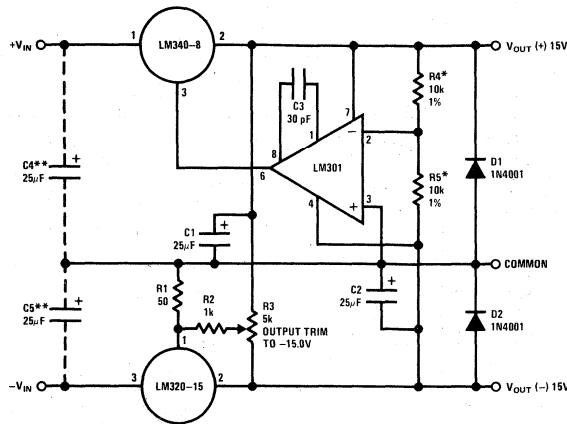 +VIN
1
LM340-8
2
VOUT (+) 15V
3
C3
30 pF
8
1
7
R4*
10k
1%
LM301
6
−
2
R5*
10k
1%
+
3
4
D1
1N4001
C4**
25μF
+
C1
25μF
+
COMMON
C5**
25μF
+
R1
50
R2
1k
R3
5k
OUTPUT TRIM
TO −15.0V
C2
25μF
+
D2
1N4001
1
−VIN
3
LM320-15
2
VOUT (−) 15V